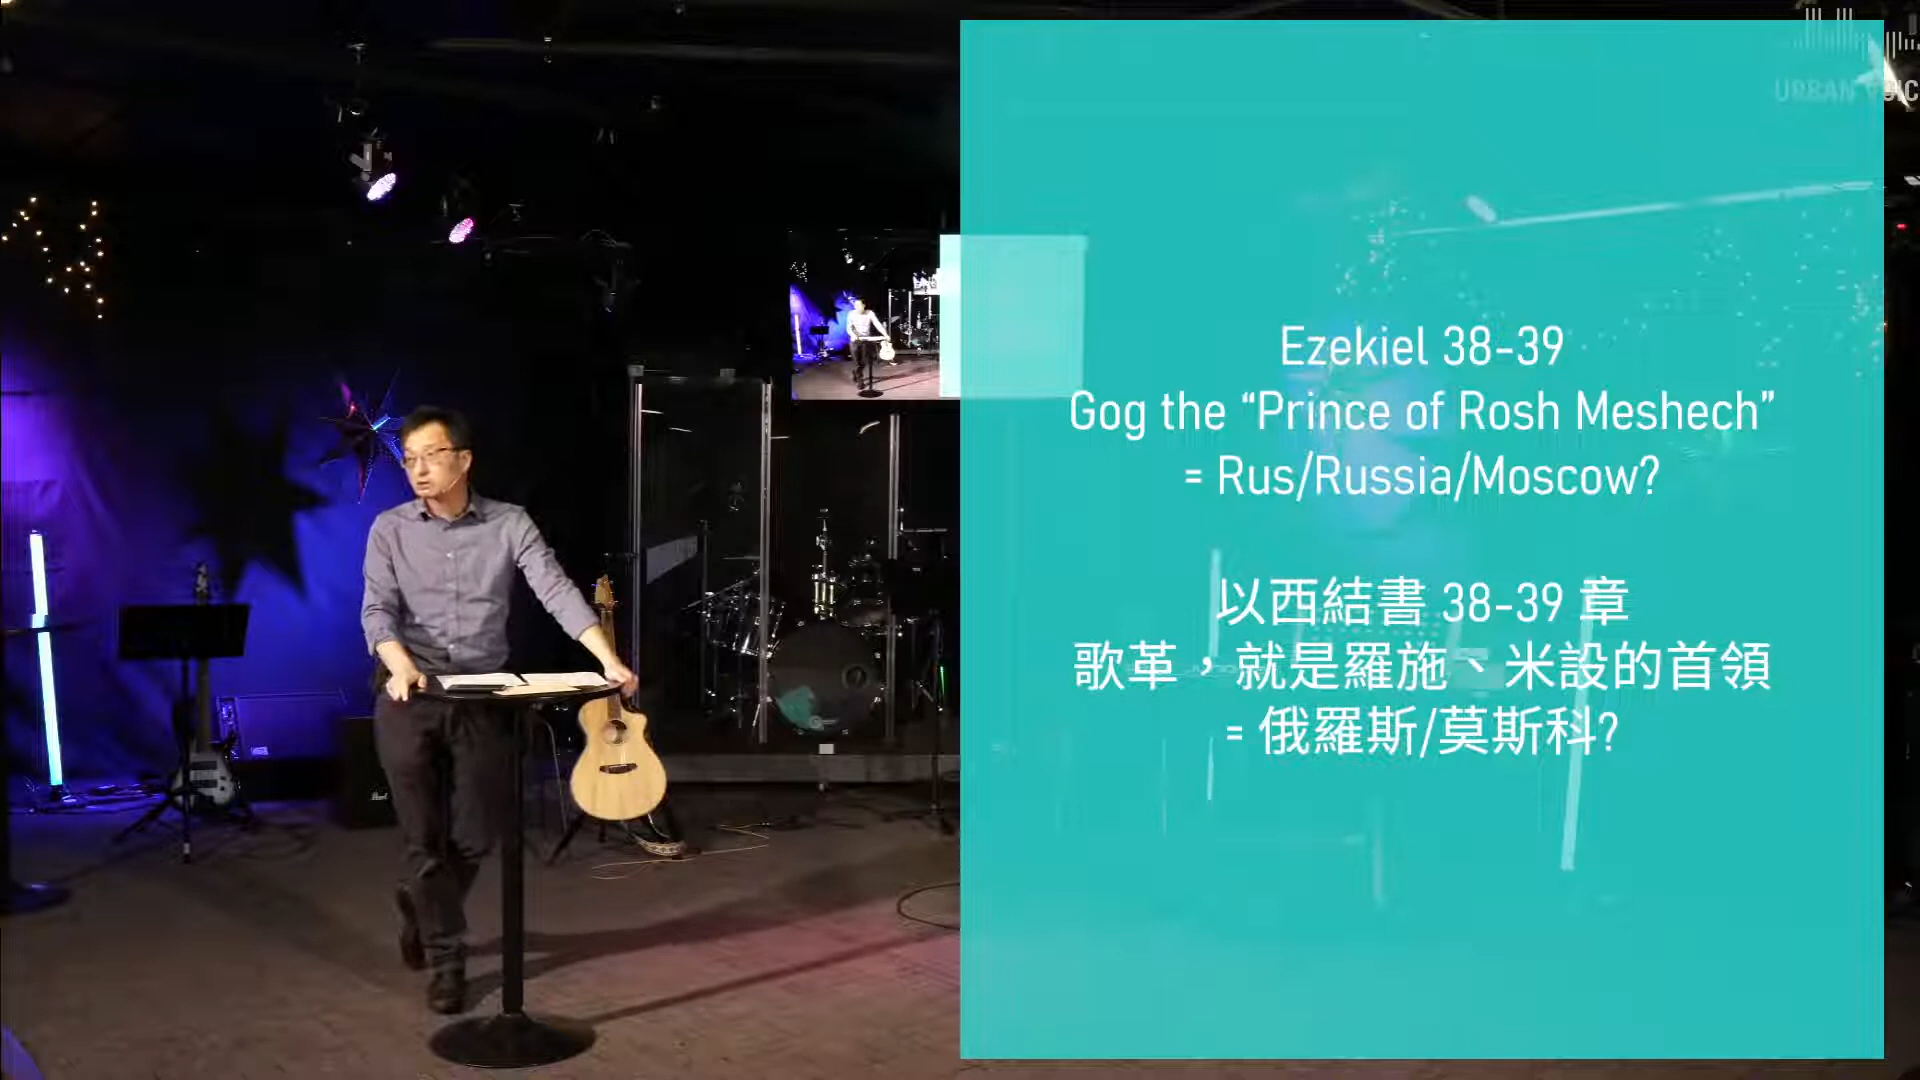 URBAN
Ezekiel 38-39
Gog the “Prince of Rosh Meshech”
= Rus/Russia/Moscow?
以西結書 38-39 章
歌革，就是羅施、米設的首領
= 俄羅斯/莫斯科?